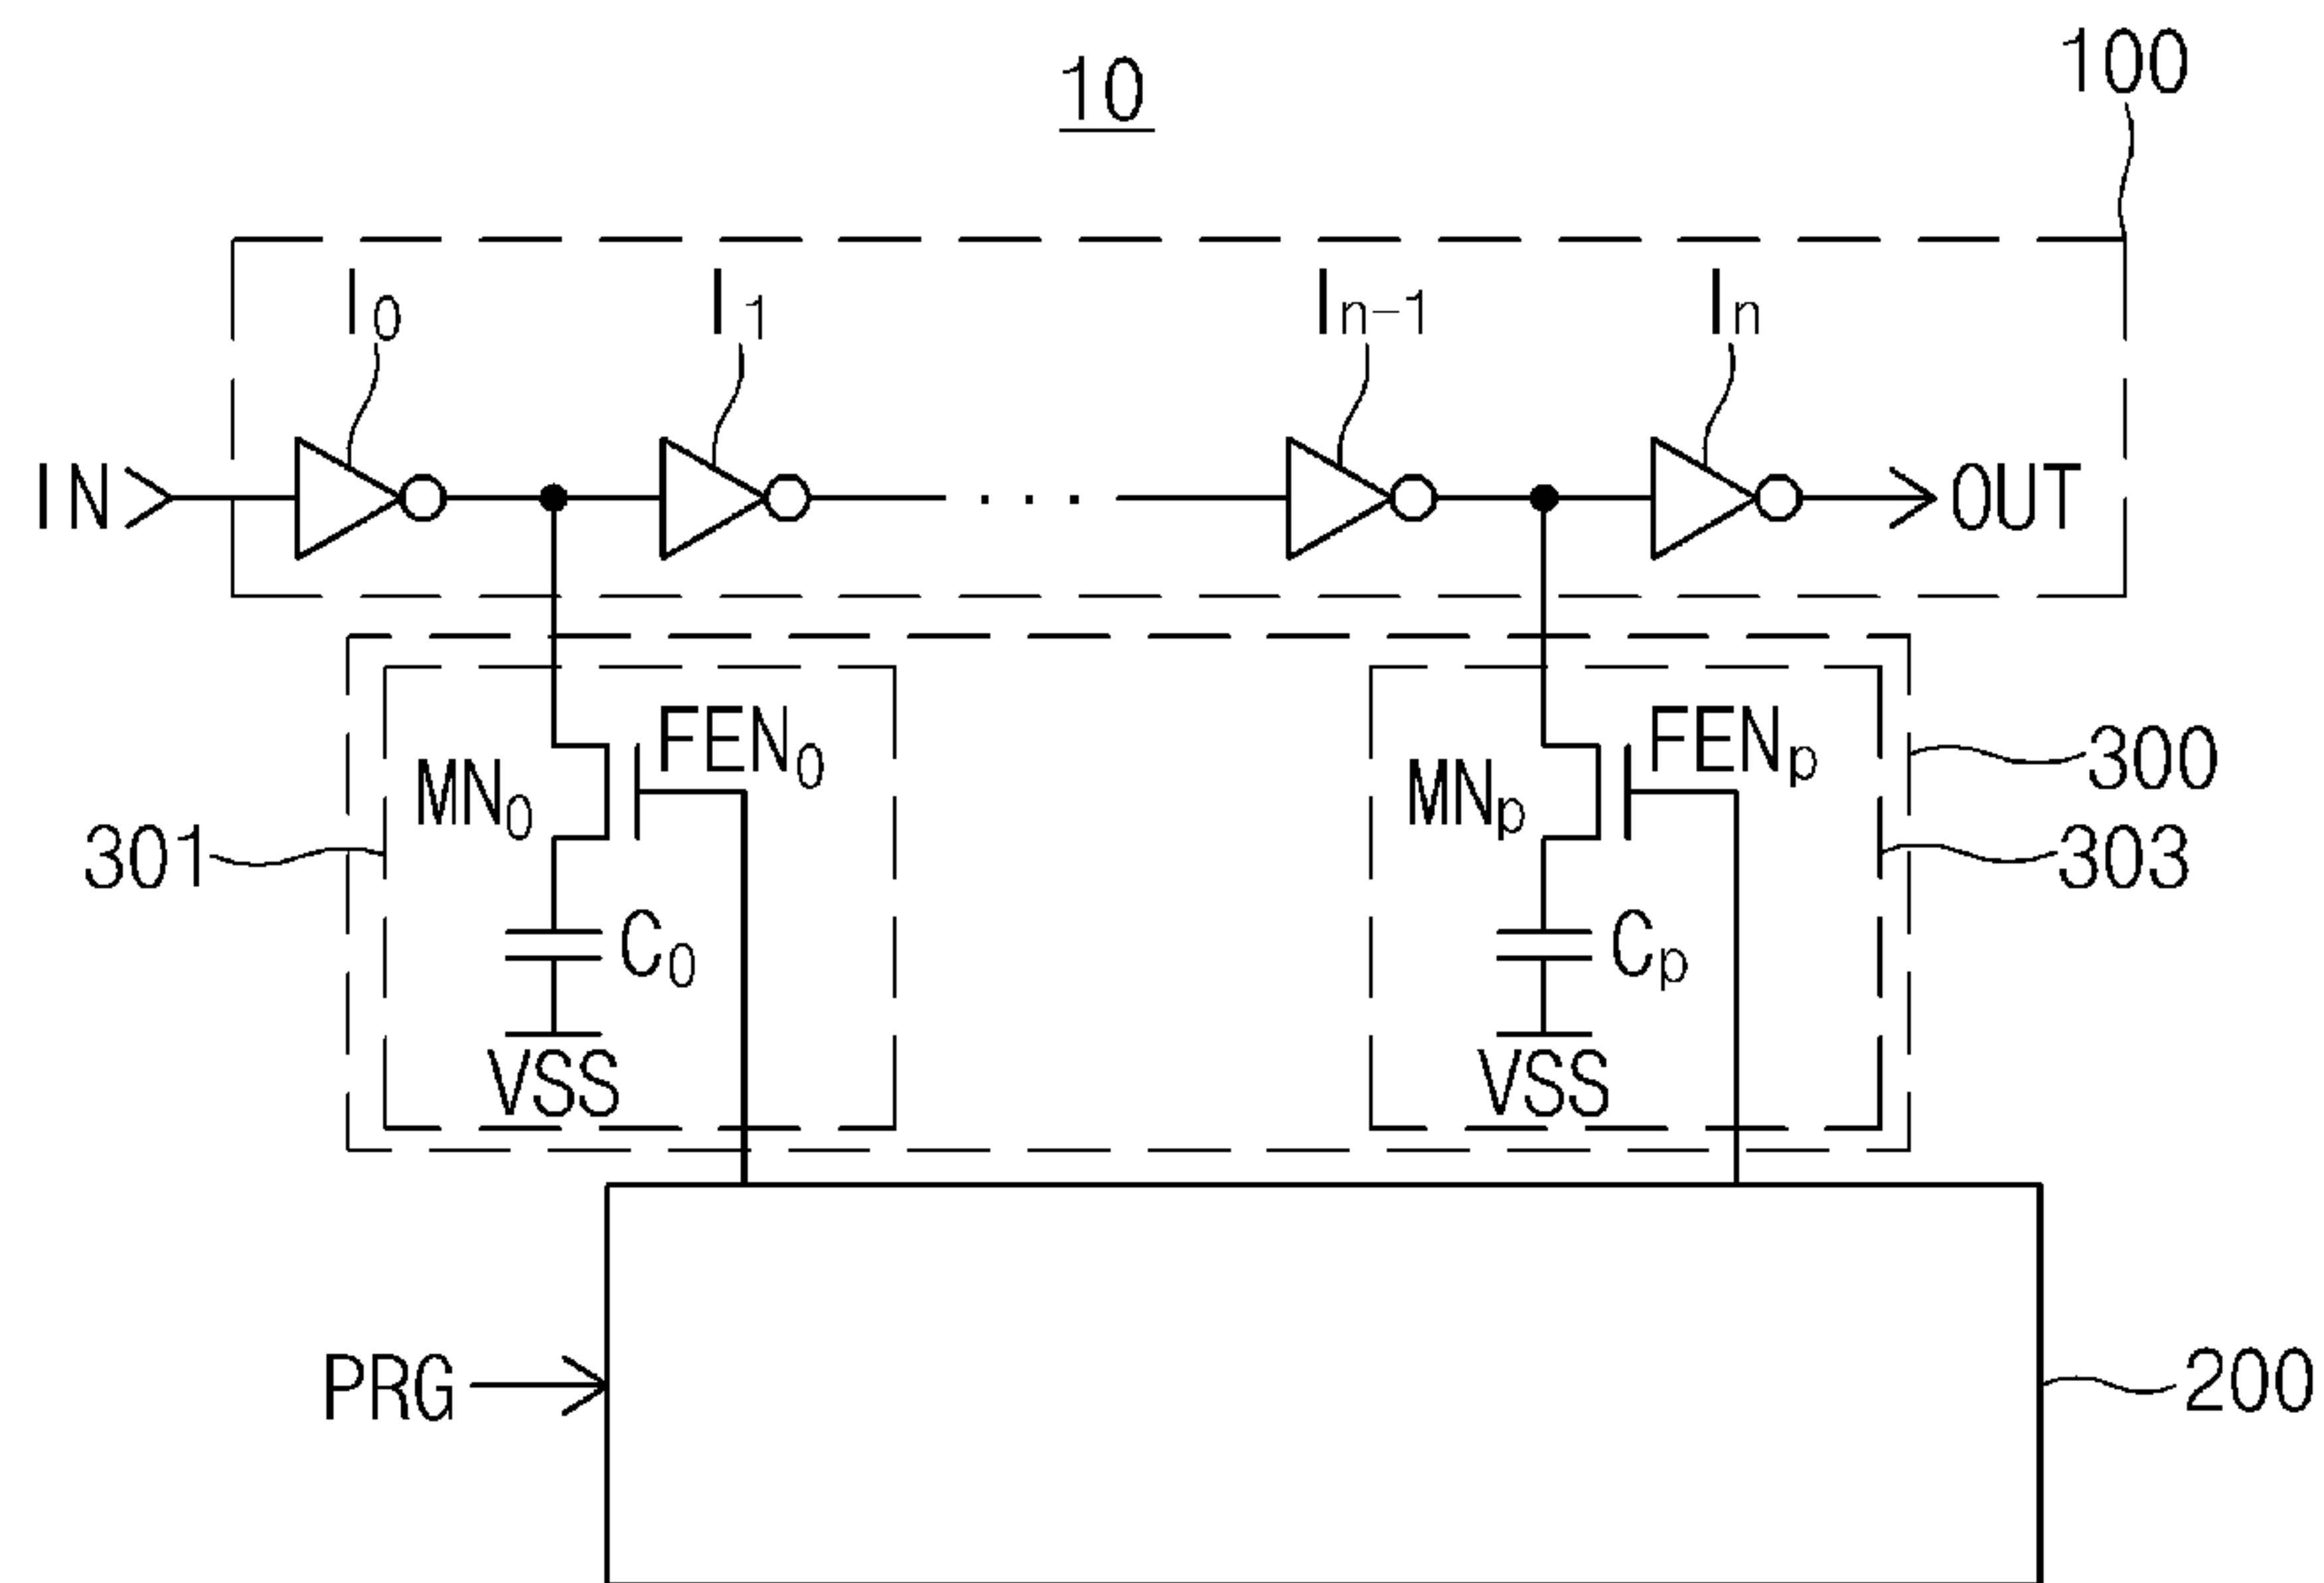 10
100
I0
I1
In-1
In
IN
. . .
OUT
FEN0
MN0
FENp
MNp
300
301
303
C0
Cp
VSS
VSS
PRG
200